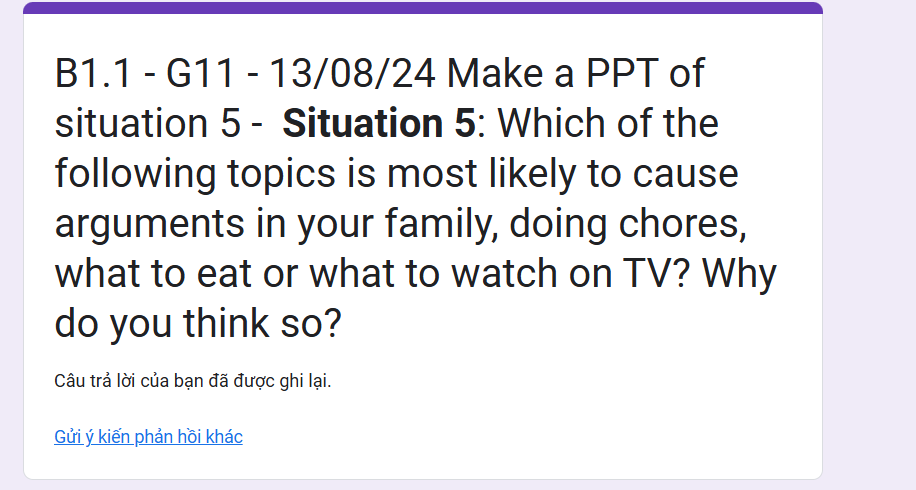 B1.1 - G11 - 13/08/24 Make a PPT of
situation 5 - Situation 5: Which of the
following topics is most likely to cause
arguments in your family, doing chores,
what to eat or what to watch on TV? Why
do you think so?
Câu trả lời của bạn đã được ghi lại.
Gửi ý kiến phản hồi khác